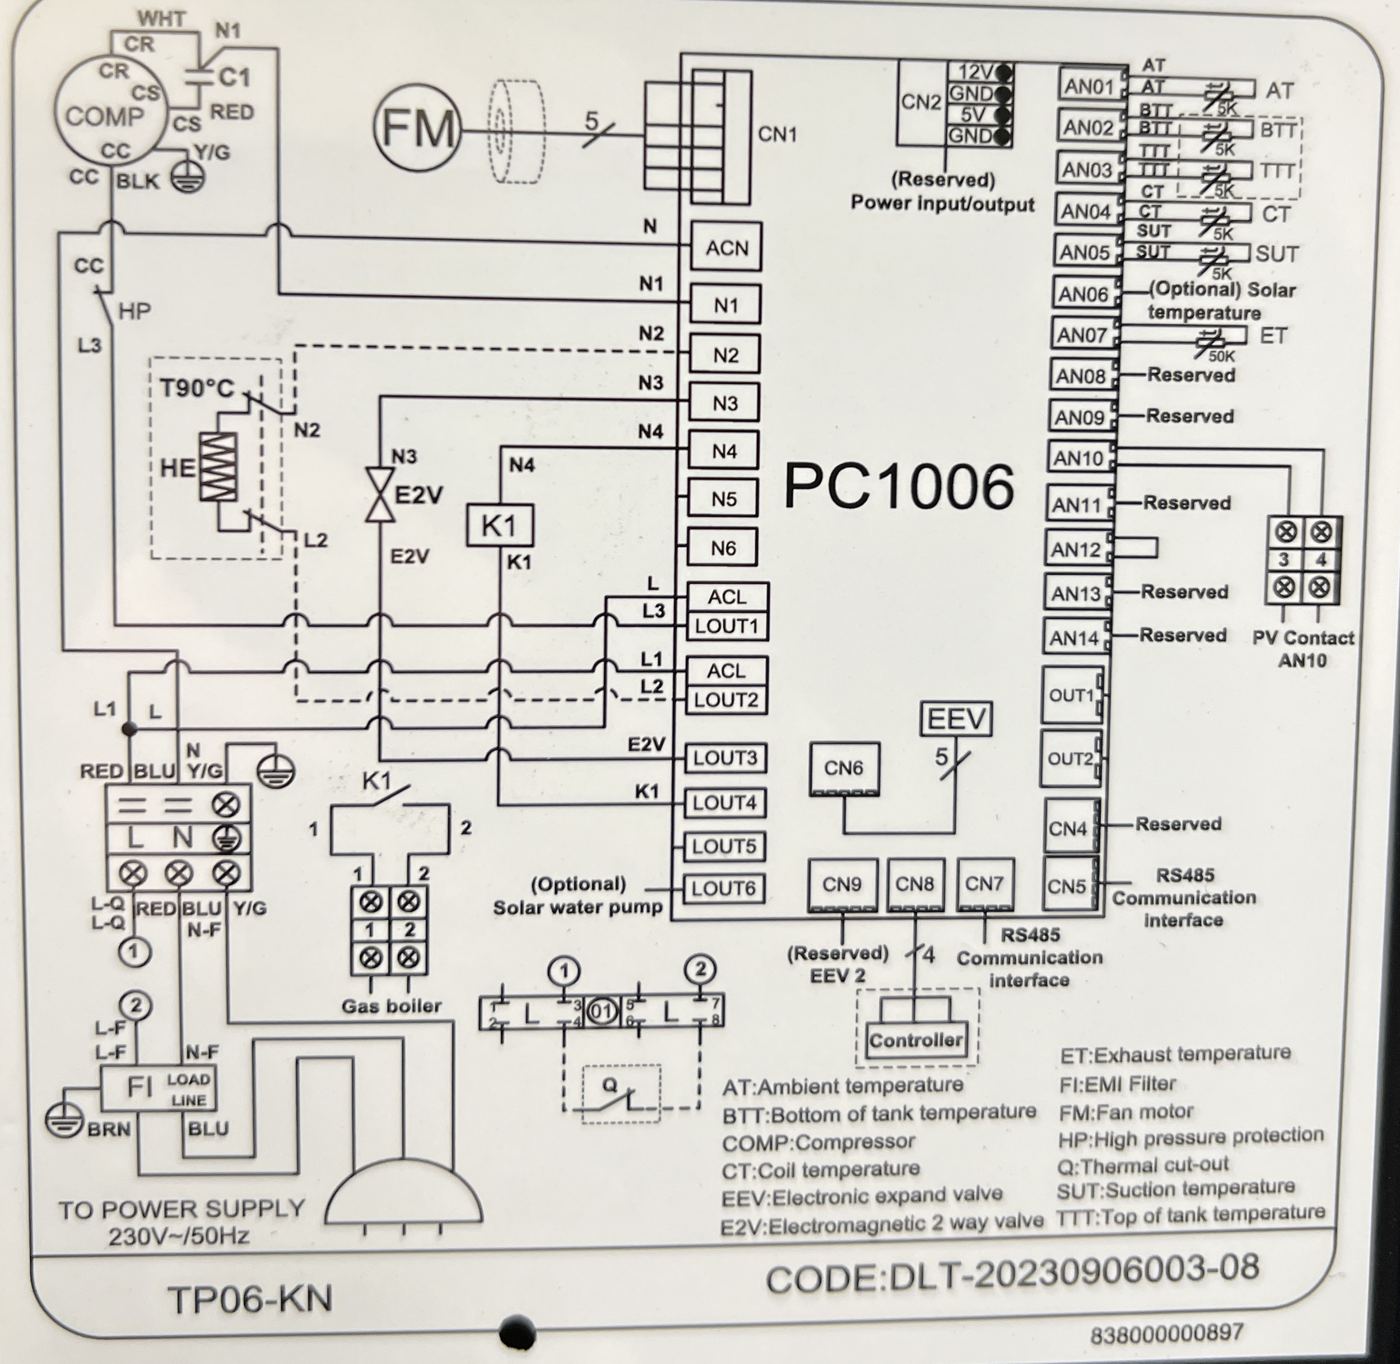 WHT
N1
CR
CR
C1
CS
COMP
RED
CS
CC
Y/G
CC
BLK
CC
HP
L3
T90°C
HE
N2
L2
FM
5
CN1
CN2
12V
GND
5V
GND
(Reserved)
Power input/output
N
ACN
N1
N1
N2
N2
N3
N3
N4
N4
N5
N6
N3
E2V
E2V
N4
K1
K1
L
ACL
L3
LOUT1
L1
ACL
L2
LOUT2
E2V
LOUT3
K1
LOUT4
LOUT5
LOUT6
(Optional)
Solar water pump
PC1006
AN01
AT
AT
5K
AT
AN02
BTT
BTT
5K
BTT
AN03
TTT
TTT
5K
TTT
AN04
CT
CT
5K
CT
AN05
SUT
SUT
5K
SUT
AN06
(Optional) Solar
temperature
AN07
50K
ET
AN08
Reserved
AN09
Reserved
AN10
AN11
Reserved
AN12
AN13
Reserved
AN14
Reserved
3 4
PV Contact
AN10
OUT1
OUT2
CN4
Reserved
CN5
RS485
Communication
interface
EEV
5
CN6
CN9
CN8
CN7
(Reserved)
EEV 2
4
RS485
Communication
interface
Controller
L1
L
N
RED
BLU
Y/G
L N
L-Q
L-Q
RED
BLU
N-F
Y/G
1
2
L-F
L-F
N-F
FI
LOAD
LINE
BRN
BLU
K1
1
2
1 2
1 2
Gas boiler
1 2
1 2 L 3 4 01 5 6 L 7 8
Q
TO POWER SUPPLY
230V~/50Hz
AT:Ambient temperature
BTT:Bottom of tank temperature
COMP:Compressor
CT:Coil temperature
EEV:Electronic expand valve
E2V:Electromagnetic 2 way valve
ET:Exhaust temperature
FI:EMI Filter
FM:Fan motor
HP:High pressure protection
Q:Thermal cut-out
SUT:Suction temperature
TTT:Top of tank temperature
TP06-KN
CODE:DLT-20230906003-08
838000000897